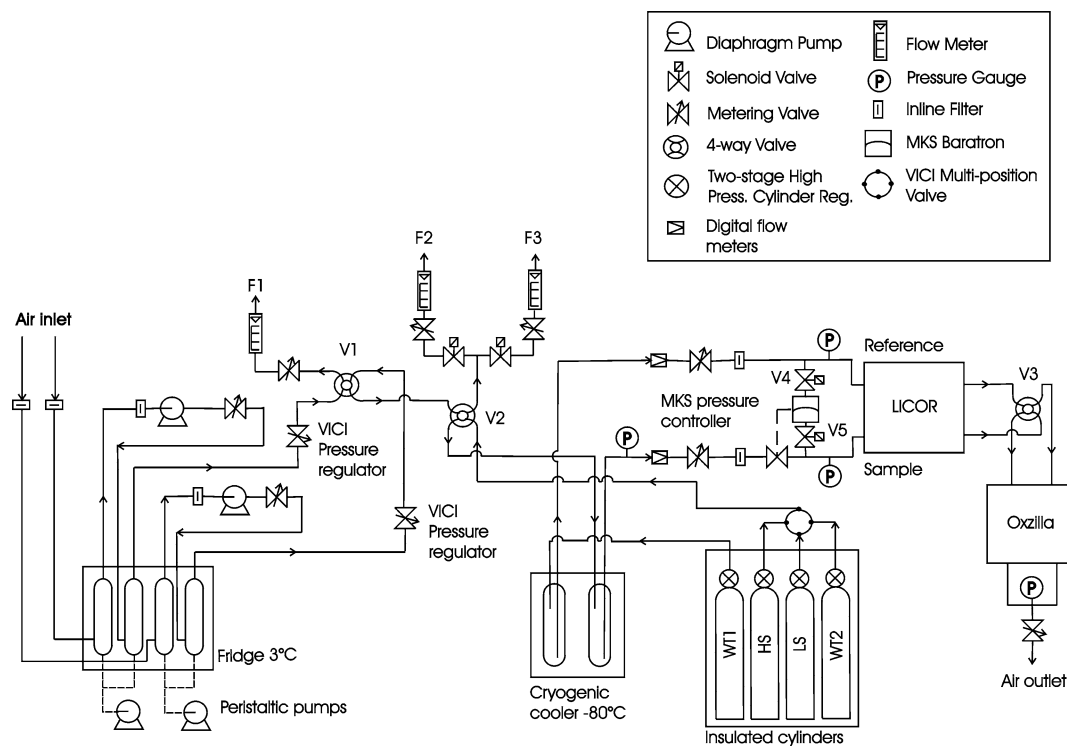 Diaphragm Pump
Solenoid Valve
Metering Valve
4-way Valve
Two-stage High
Press. Cylinder Reg.
Digital flow
meters
Flow Meter
P
Pressure Gauge
Inline Filter
MKS Baratron
VICI Multi-position
Valve
F2
F3
F1
Air inlet
V1
V2
VICI
Pressure
regulator
VICI
Pressure
regulator
Fridge 3°C
Peristaltic pumps
P
P
P
V4
MKS pressure
controller
V5
Reference
LICOR
Sample
V3
Oxzilla
P
Air outlet
Cryogenic
cooler -80°C
WT1
HS
LS
WT2
Insulated cylinders